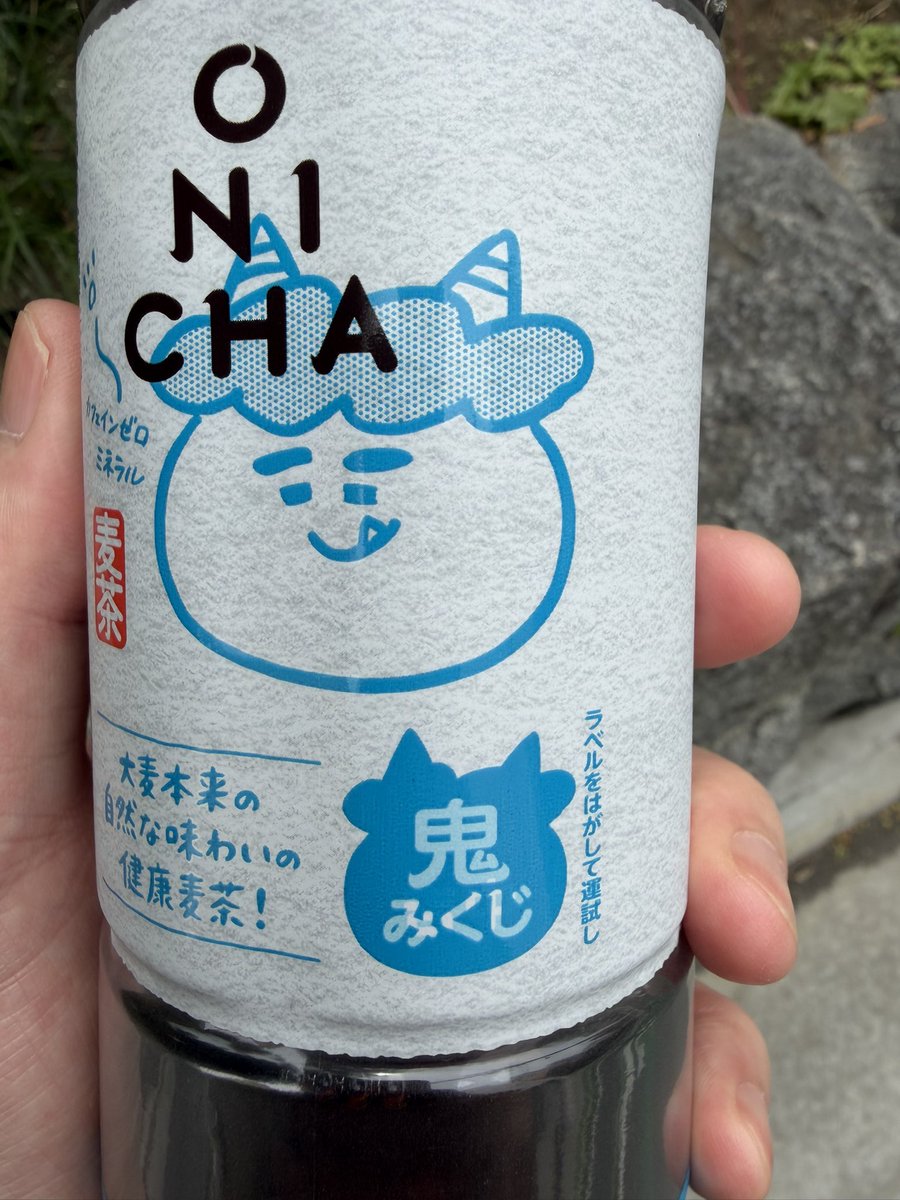 O
NI
CHA
カフェインゼロ
ミネラル
麦茶
大麦本来の
自然な味わいの
健康麦茶！
鬼
みくじ
ラベルをはがして運試し